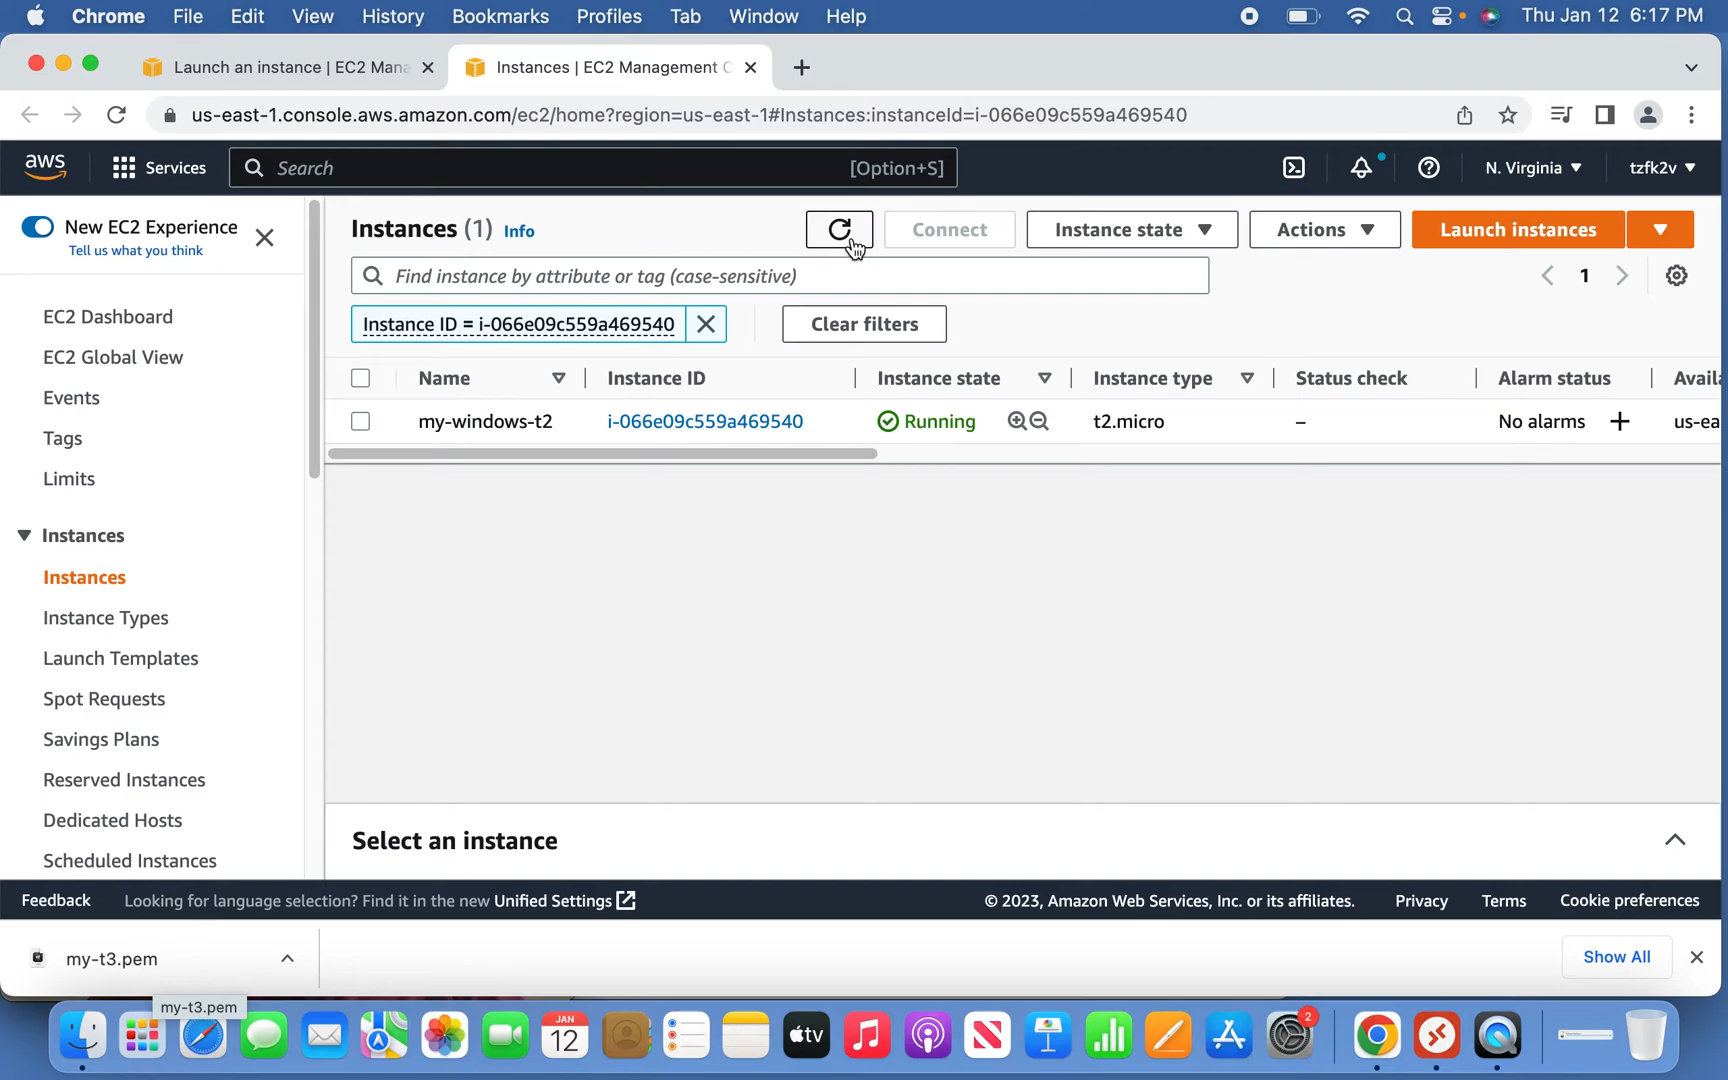 Chrome File Edit View History Bookmarks Profiles Tab Window Help Thu Jan 12 6:17 PM
Launch an instance | EC2 Mana Instances | EC2 Management C
us-east-1.console.aws.amazon.com/ec2/home?region=us-east-1#Instances:instanceId=i-066e09c559a469540
aws Services Search [Option+S] N. Virginia tzfk2v
New EC2 Experience
Tell us what you think
Instances (1) Info Connect Instance state Actions Launch instances
Find instance by attribute or tag (case-sensitive) 1
Instance ID = i-066e09c559a469540 Clear filters
Name Instance ID Instance state Instance type Status check Alarm status Availa
my-windows-t2 i-066e09c559a469540 Running t2.micro – No alarms + us-ea
EC2 Dashboard
EC2 Global View
Events
Tags
Limits
Instances
Instances
Instance Types
Launch Templates
Spot Requests
Savings Plans
Reserved Instances
Dedicated Hosts
Scheduled Instances
Select an instance
Feedback Looking for language selection? Find it in the new Unified Settings © 2023, Amazon Web Services, Inc. or its affiliates. Privacy Terms Cookie preferences
my-t3.pem Show All
my-t3.pem
JAN
12
tv
2